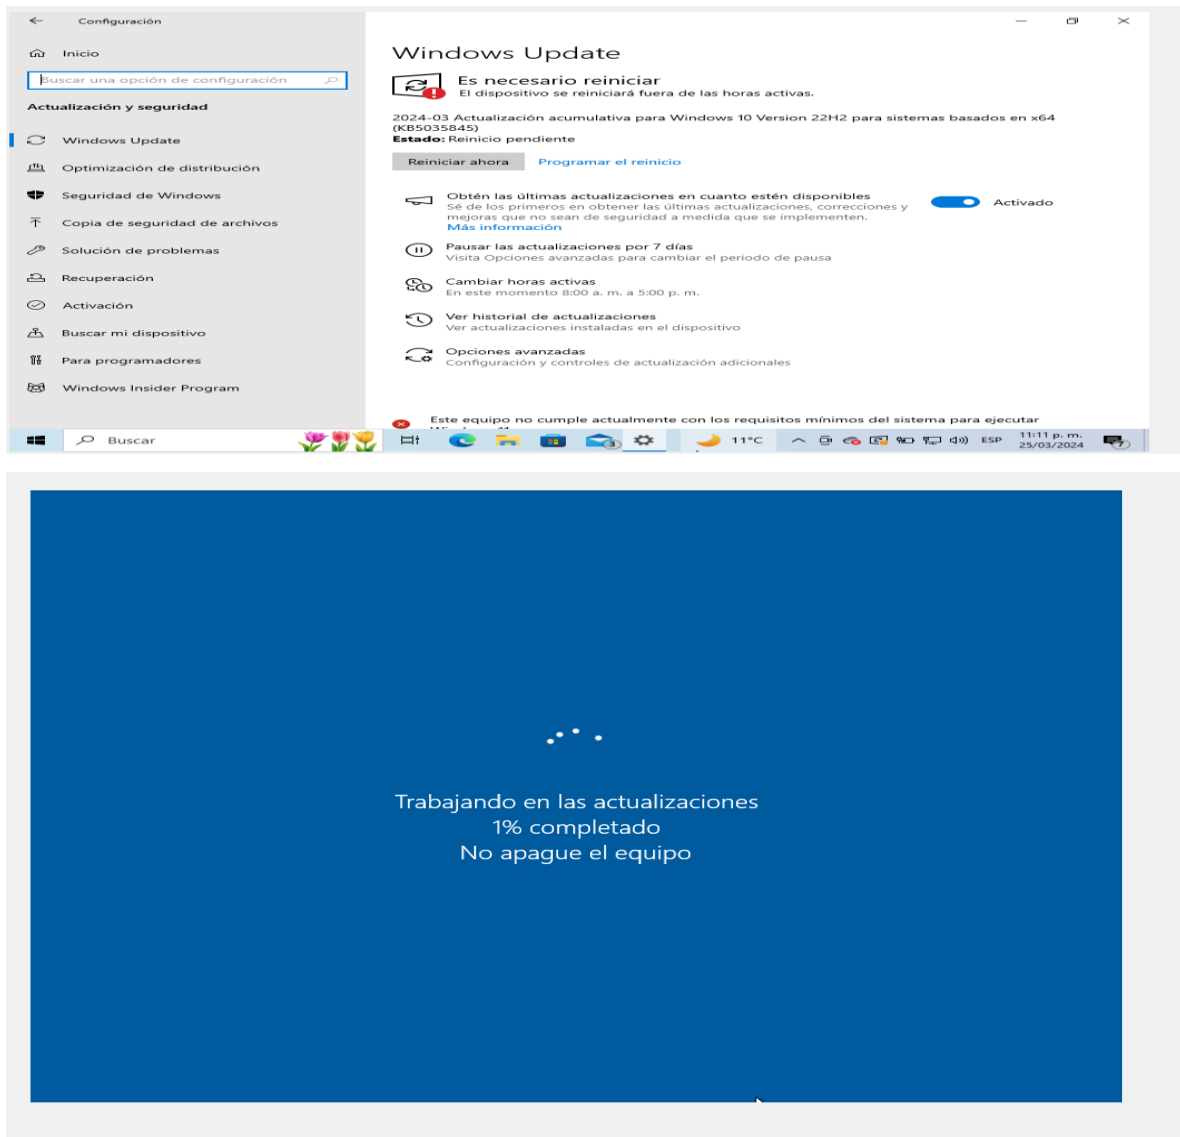 Configuración
Inicio
Buscar una opción de configuración
Actualización y seguridad
Windows Update
Optimización de distribución
Seguridad de Windows
Copia de seguridad de archivos
Solución de problemas
Recuperación
Activación
Buscar mi dispositivo
Para programadores
Windows Insider Program
Windows Update
Es necesario reiniciar
El dispositivo se reiniciará fuera de las horas activas.
2024-03 Actualización acumulativa para Windows 10 Version 22H2 para sistemas basados en x64
(KB5035845)
Estado: Reinicio pendiente
Reiniciar ahora Programar el reinicio
Obtén las últimas actualizaciones en cuanto estén disponibles
Sé de los primeros en obtener las últimas actualizaciones, correcciones y
mejoras que no sean de seguridad a medida que se implementen.
Más información
Activado
Pausar las actualizaciones por 7 días
Visita Opciones avanzadas para cambiar el periodo de pausa
Cambiar horas activas
En este momento 8:00 a. m. a 5:00 p. m.
Ver historial de actualizaciones
Ver actualizaciones instaladas en el dispositivo
Opciones avanzadas
Configuración y controles de actualización adicionales
Este equipo no cumple actualmente con los requisitos mínimos del sistema para ejecutar
Buscar
11°C
ESP
11:11 p. m.
25/03/2024
Trabajando en las actualizaciones
1% completado
No apague el equipo